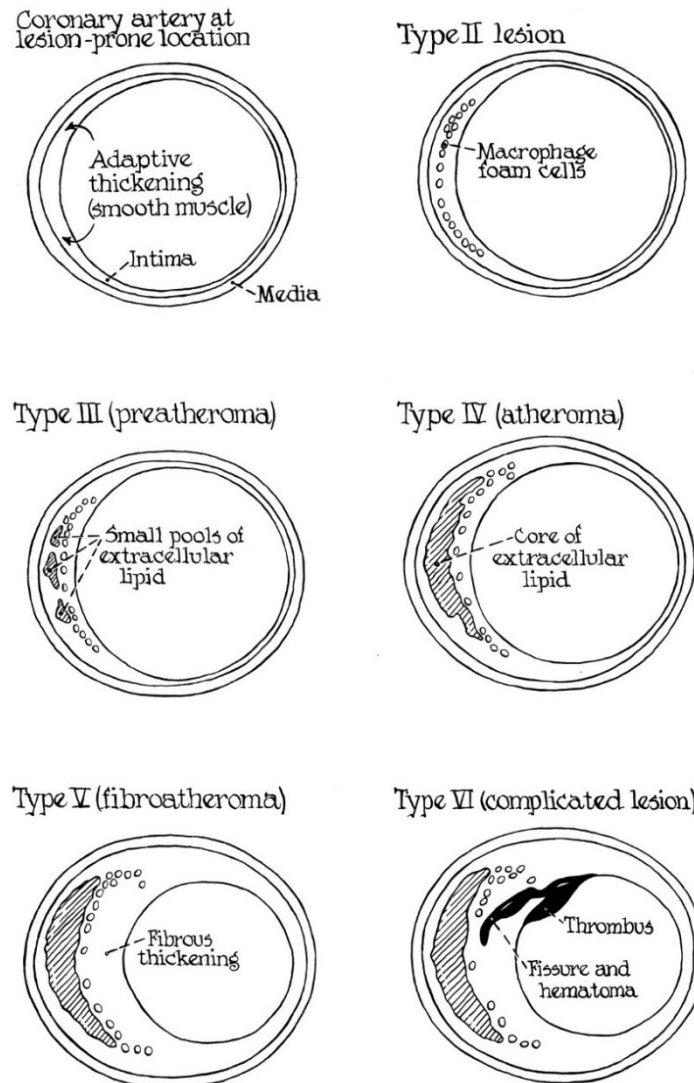 Coronary artery at
lesion-prone location
Adaptive
thickening
(smooth muscle)
Intima
Media
Type II lesion
Macrophage
foam cells
Type III (preatheroma)
Small pools of
extracellular
lipid
Type IV (atheroma)
Core of
extracellular
lipid
Type V (fibroatheroma)
Fibrous
thickening
Type VI (complicated lesion)
Thrombus
Fissure and
hematoma